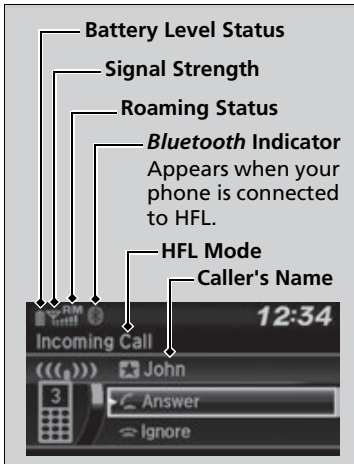 Battery Level Status
Signal Strength
Roaming Status
Bluetooth Indicator
Appears when your
phone is connected
to HFL.
HFL Mode
Caller's Name
RM
12:34
Incoming Call
John
3
Answer
Ignore